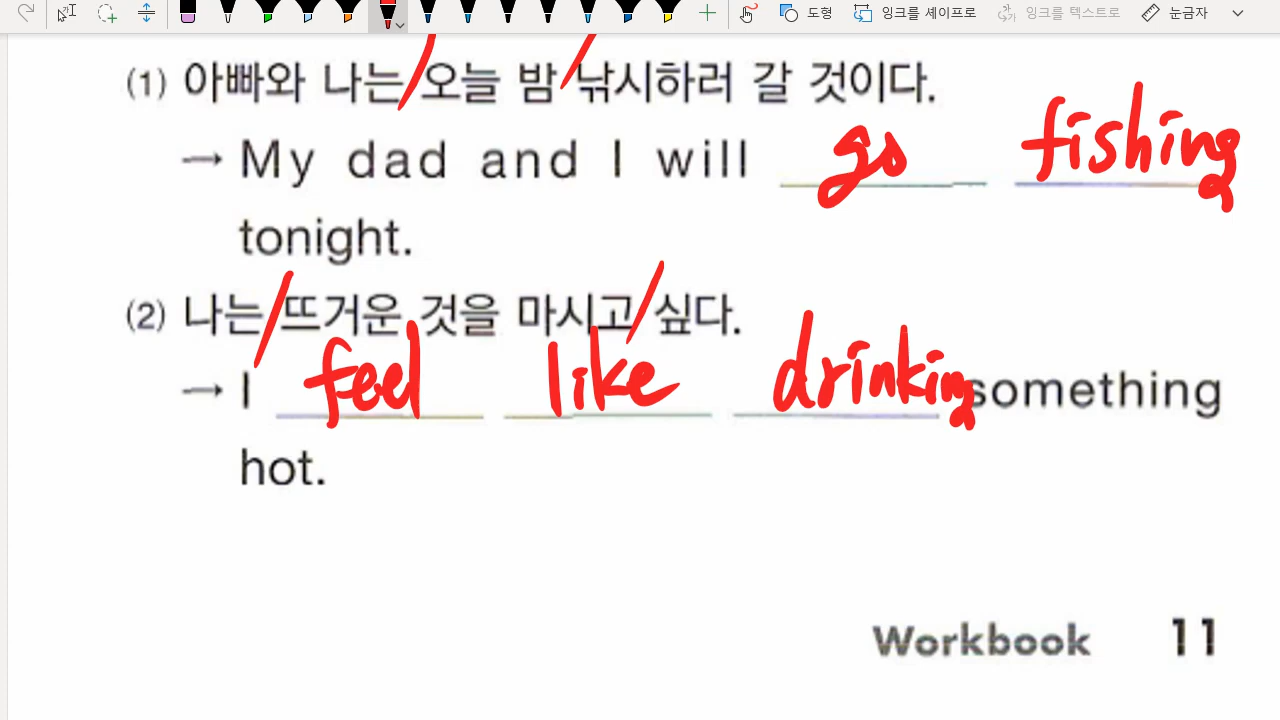 도형 잉크를 셰이프로 잉크를 텍스트로 눈금자
(1) 아빠와 나는/오늘 밤/낚시하러 갈 것이다.
→ My dad and I will go fishing
tonight.
(2) 나는/뜨거운 것을 마시고/싶다.
→ I feel like drinking something
hot.
Workbook 11